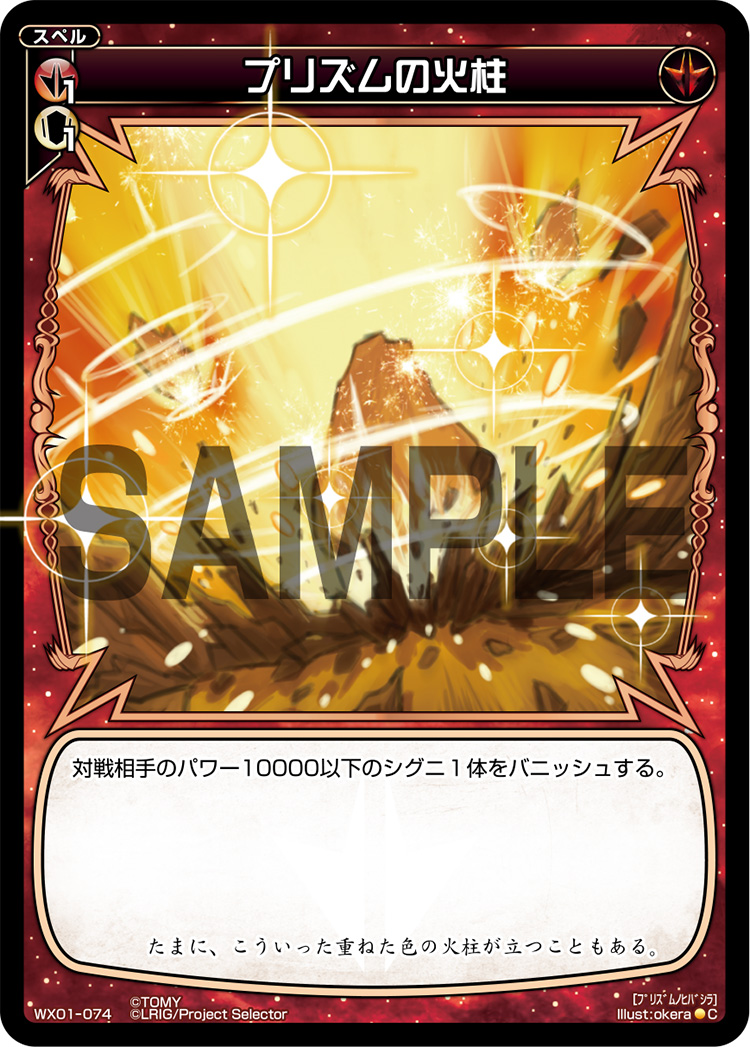 スペル
プリズムの火柱
1
1
SAMPLE
対戦相手のパワー10000以下のシグニ1体をバニッシュする。
たまに、こういった重ねた色の火柱が立つこともある。
WX01-074
©TOMY
©LRIG/Project Selector
[ﾌﾟﾘｽﾞﾑﾉﾋﾊﾞｼﾗ]
Illust:okera C